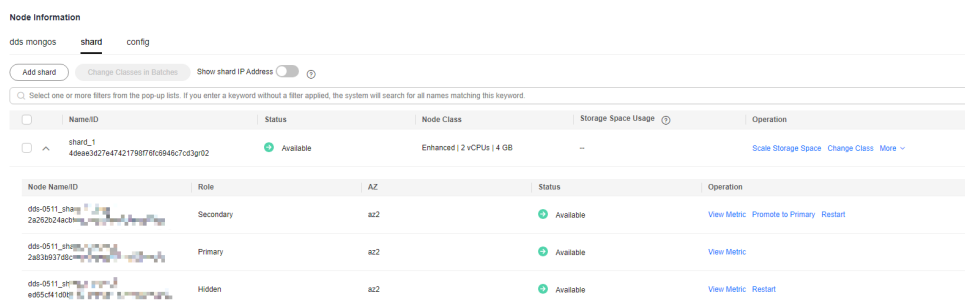 Node Information
dds mongos shard config
Add shard Change Classes in Batches Show shard IP Address
Select one or more filters from the pop-up lists. If you enter a keyword without a filter applied, the system will search for all names matching this keyword.
Name/ID Status Node Class Storage Space Usage Operation
shard_1
4deae3d27e47421798f76fc6946c7cd3gr02
Available Enhanced | 2 vCPUs | 4 GB -- Scale Storage Space Change Class More
Node Name/ID Role AZ Status Operation
dds-0511_sha
2a262b24acb
Secondary az2 Available View Metric Promote to Primary Restart
dds-0511_sha
2a83b937d8c
Primary az2 Available View Metric
dds-0511_sh
ed65cf41d0b
Hidden az2 Available View Metric Restart